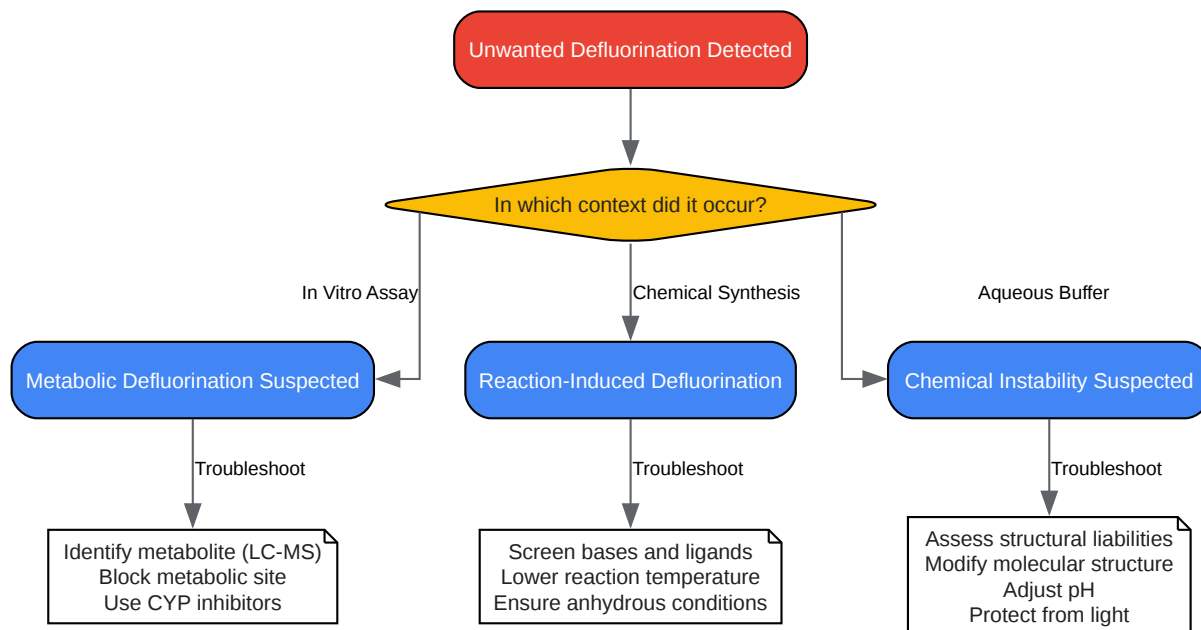 Unwanted Defluorination Detected
In which context did it occur?
In Vitro Assay
Chemical Synthesis
Aqueous Buffer
Metabolic Defluorination Suspected
Reaction-Induced Defluorination
Chemical Instability Suspected
Troubleshoot
Troubleshoot
Troubleshoot
Identify metabolite (LC-MS)
Block metabolic site
Use CYP inhibitors
Screen bases and ligands
Lower reaction temperature
Ensure anhydrous conditions
Assess structural liabilities
Modify molecular structure
Adjust pH
Protect from light